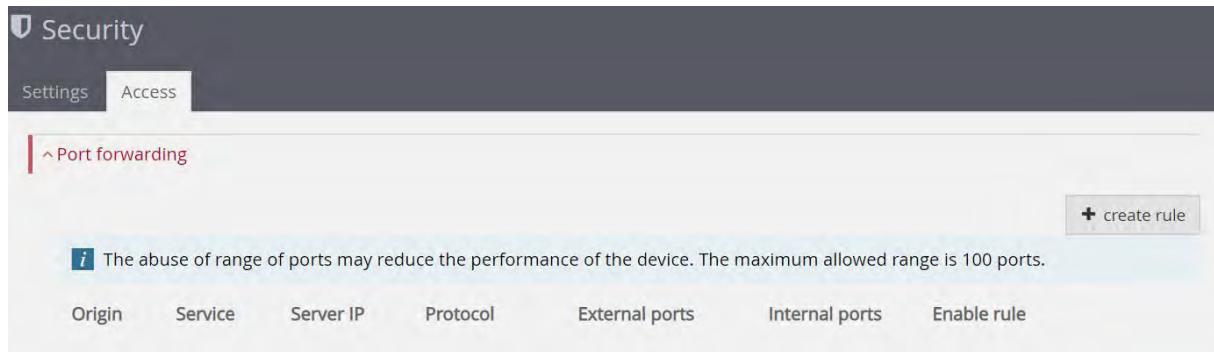 Security
Settings Access
Port forwarding
+ create rule
i The abuse of range of ports may reduce the performance of the device. The maximum allowed range is 100 ports.
Origin Service Server IP Protocol External ports Internal ports Enable rule